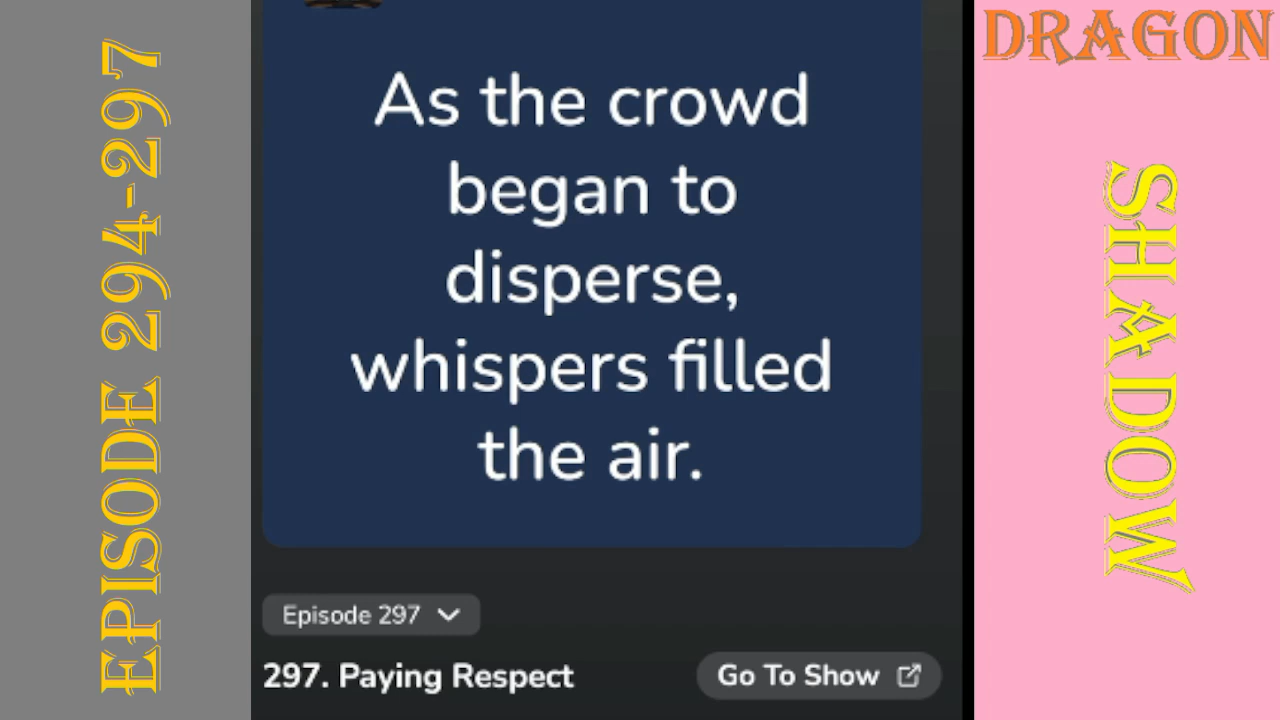 EPISODE 294-297
As the crowd
began to
disperse,
whispers filled
the air.
Episode 297
297. Paying Respect
Go To Show
DRAGON
SHADOW